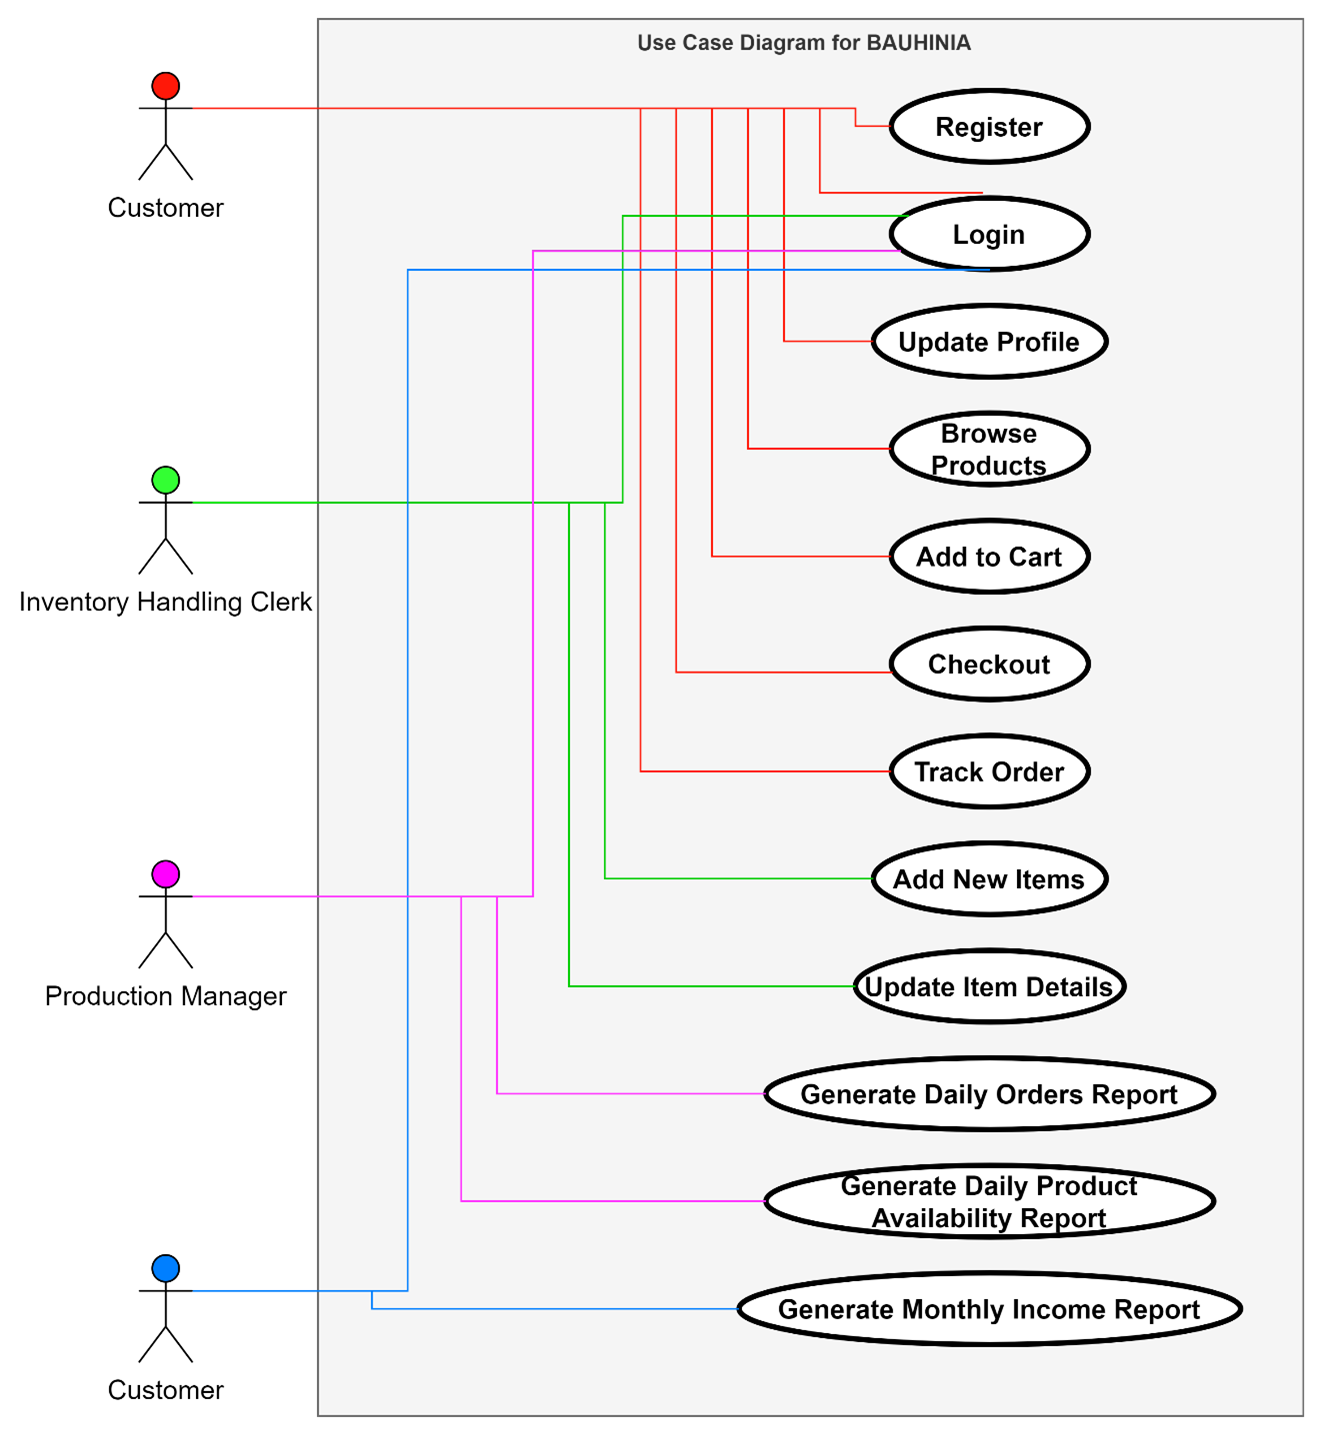 Use Case Diagram for BAUHINIA
Customer
Register
Login
Update Profile
Browse
Products
Inventory Handling Clerk
Add to Cart
Checkout
Track Order
Add New Items
Production Manager
Update Item Details
Generate Daily Orders Report
Generate Daily Product
Availability Report
Customer
Generate Monthly Income Report